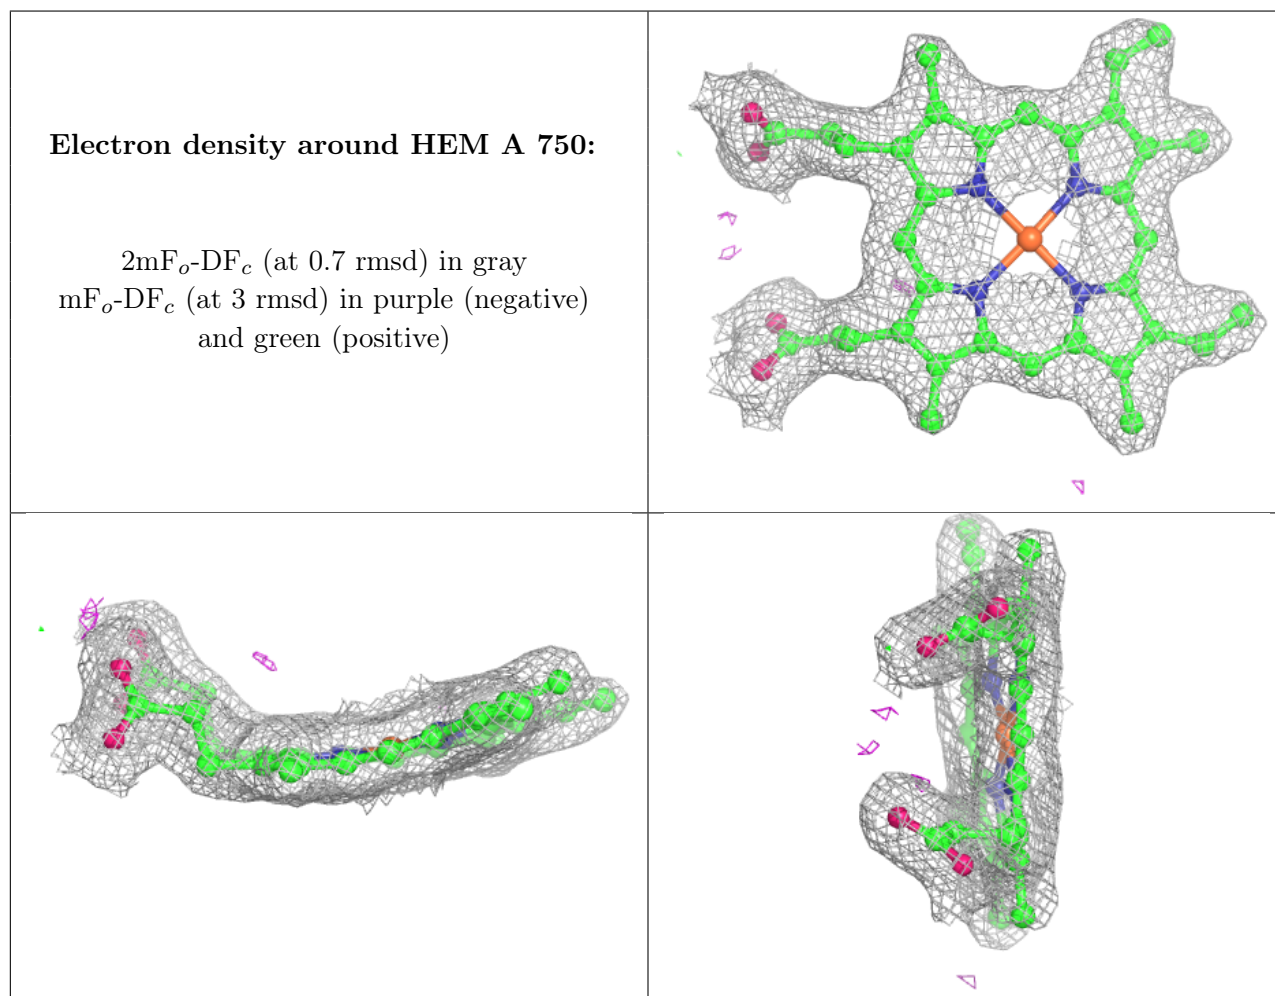 Electron density around HEM A 750:
2mFo-DFc (at 0.7 rmsd) in gray
mFo-DFc (at 3 rmsd) in purple (negative)
and green (positive)